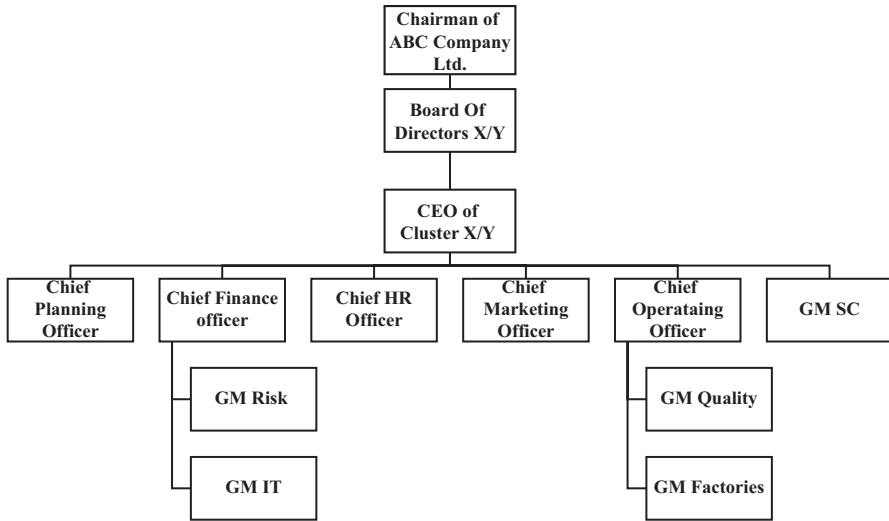 Chairman of
ABC Company
Ltd.
Board Of
Directors X/Y
CEO of
Cluster X/Y
Chief
Planning
Officer
Chief Finance
officer
Chief HR
Officer
Chief
Marketing
Officer
Chief
Operataing
Officer
GM SC
GM Risk
GM Quality
GM IT
GM Factories